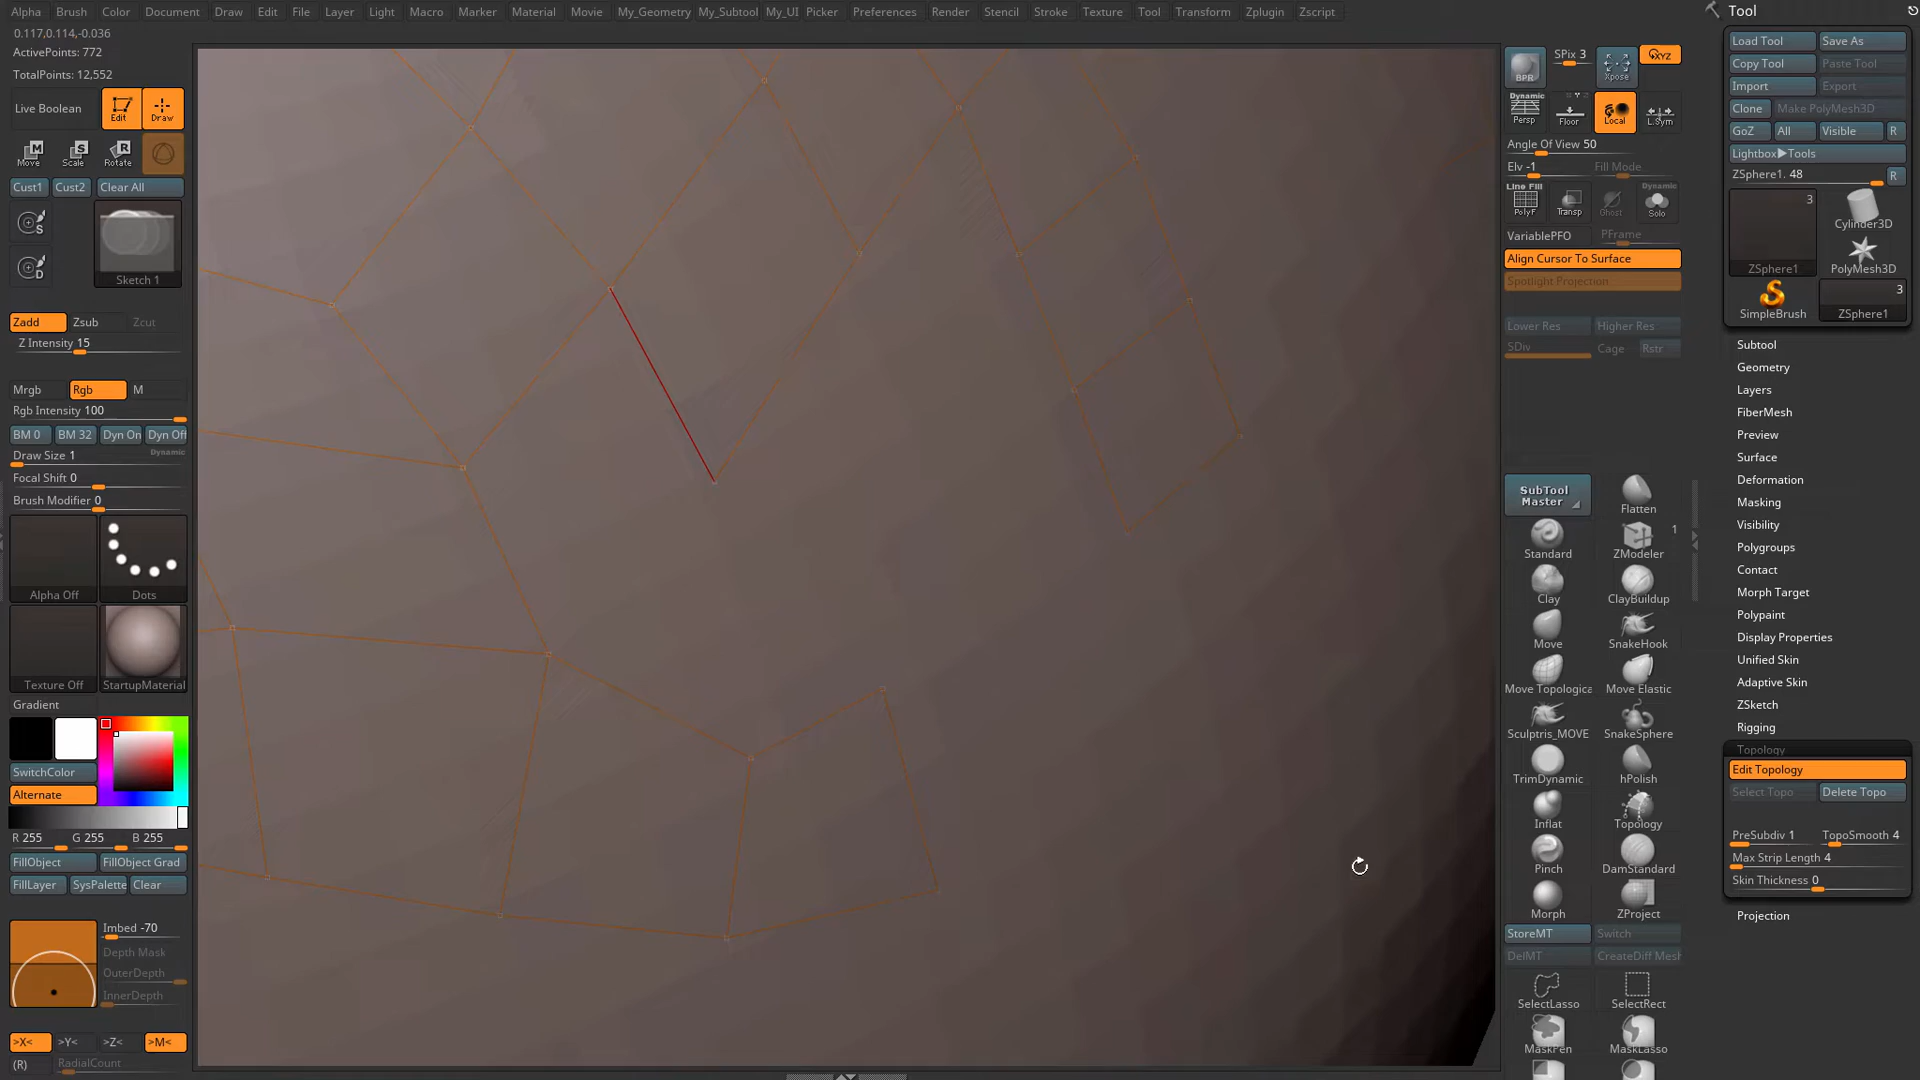 Alpha Brush Color Document Draw Edit File Layer Light Macro Marker Material Movie My_Geometry My_Subtool My_UI Picker Preferences Render Stencil Stroke Texture Tool Transform Zplugin Zscript
0.117,0.114,-0.036
ActivePoints: 772
TotalPoints: 12,552
Live Boolean Edit Draw
Move Scale Rotate
Cust1 Cust2 Clear All
S
D
Sketch 1
Zadd Zsub Zcut
Z Intensity 15
Mrgb Rgb M
Rgb Intensity 100
BM 0 BM 32 Dyn On Dyn Off
Draw Size 1 Dynamic
Focal Shift 0
Brush Modifier 0
Alpha Off Dots
Texture Off StartupMaterial
Gradient
SwitchColor
Alternate
R 255 G 255 B 255
FillObject FillObject Grad
FillLayer SysPalette Clear
Imbed -70
Depth Mask
OuterDepth
InnerDepth
>X< >Y< >Z< >M<
(R) RadialCount
BPR SPix 3 Xpose XYZ
Dynamic
Persp Floor Local L.Sym
Angle Of View 50
Elv -1 Fill Mode
Line Fill Dynamic
PolyF Transp Ghost Solo
VariablePFO PFrame
Align Cursor To Surface
Spotlight Projection
Lower Res Higher Res
SDiv Cage Rstr
SubTool
Master Flatten
Standard ZModeler 1
Clay ClayBuildup
Move SnakeHook
Move Topologica Move Elastic
Sculptris_MOVE SnakeSphere
TrimDynamic hPolish
Inflat Topology
Pinch DamStandard
Morph ZProject
StoreMT Switch
DelMT CreateDiff Mesh
SelectLasso SelectRect
MaskPen MaskLasso
Tool
Load Tool Save As
Copy Tool Paste Tool
Import Export
Clone Make PolyMesh3D
GoZ All Visible R
Lightbox▶Tools
ZSphere1. 48 R
3
ZSphere1 Cylinder3D
PolyMesh3D
SimpleBrush 3
ZSphere1
Subtool
Geometry
Layers
FiberMesh
Preview
Surface
Deformation
Masking
Visibility
Polygroups
Contact
Morph Target
Polypaint
Display Properties
Unified Skin
Adaptive Skin
ZSketch
Rigging
Topology
Edit Topology
Select Topo Delete Topo
PreSubdiv 1 TopoSmooth 4
Max Strip Length 4
Skin Thickness 0
Projection